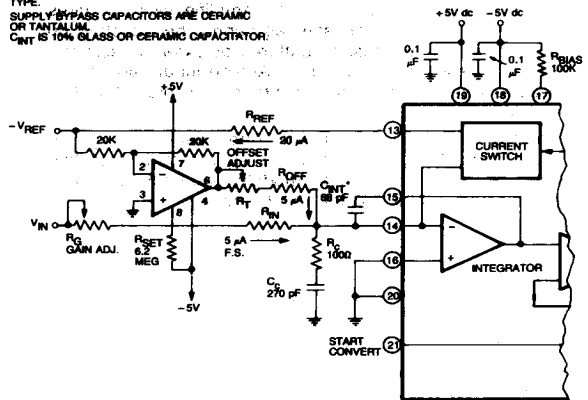 TYPE.
SUPPLY BYPASS CAPACITORS ARE CERAMIC
OR TANTALUM.
CINT IS 10% GLASS OR CERAMIC CAPACITATOR.
+5V dc
-5V dc
0.1
μF
0.1
μF
RBIAS
100K
19
18
17
+5V
-VREF
20K
20K
RREF
20 μA
13
CURRENT
SWITCH
OFFSET
ADJUST
2
7
6
3
4
8
RT
ROFF
5 μA
CINT*
68 pF
15
VIN
RG
GAIN ADJ.
RSET
6.2
MEG
RIN
5 μA
F.S.
14
RC
100Ω
CC
270 pF
-5V
16
INTEGRATOR
20
START
CONVERT
21